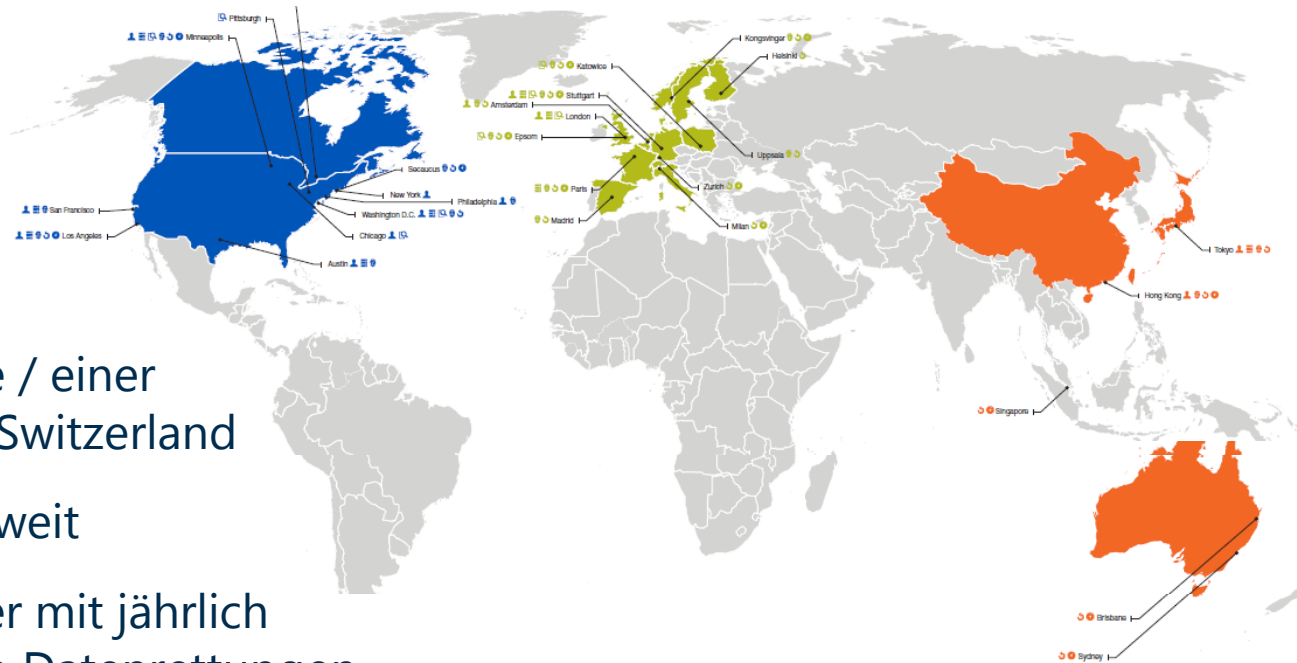 Pittsburgh
Minneapolis
Kongsvinger
Helsinki
Katowice
Stuttgart
Amsterdam
London
Epsom
Uppsala
Secaucus
Zurich
Paris
New York
Philadelphia
San Francisco
Washington D.C.
Madrid
Milan
Los Angeles
Chicago
Tokyo
Austin
Hong Kong
e / einer
Switzerland
Singapore
weit
er mit jährlich
Brisbane
Datenrettungen
Sydney